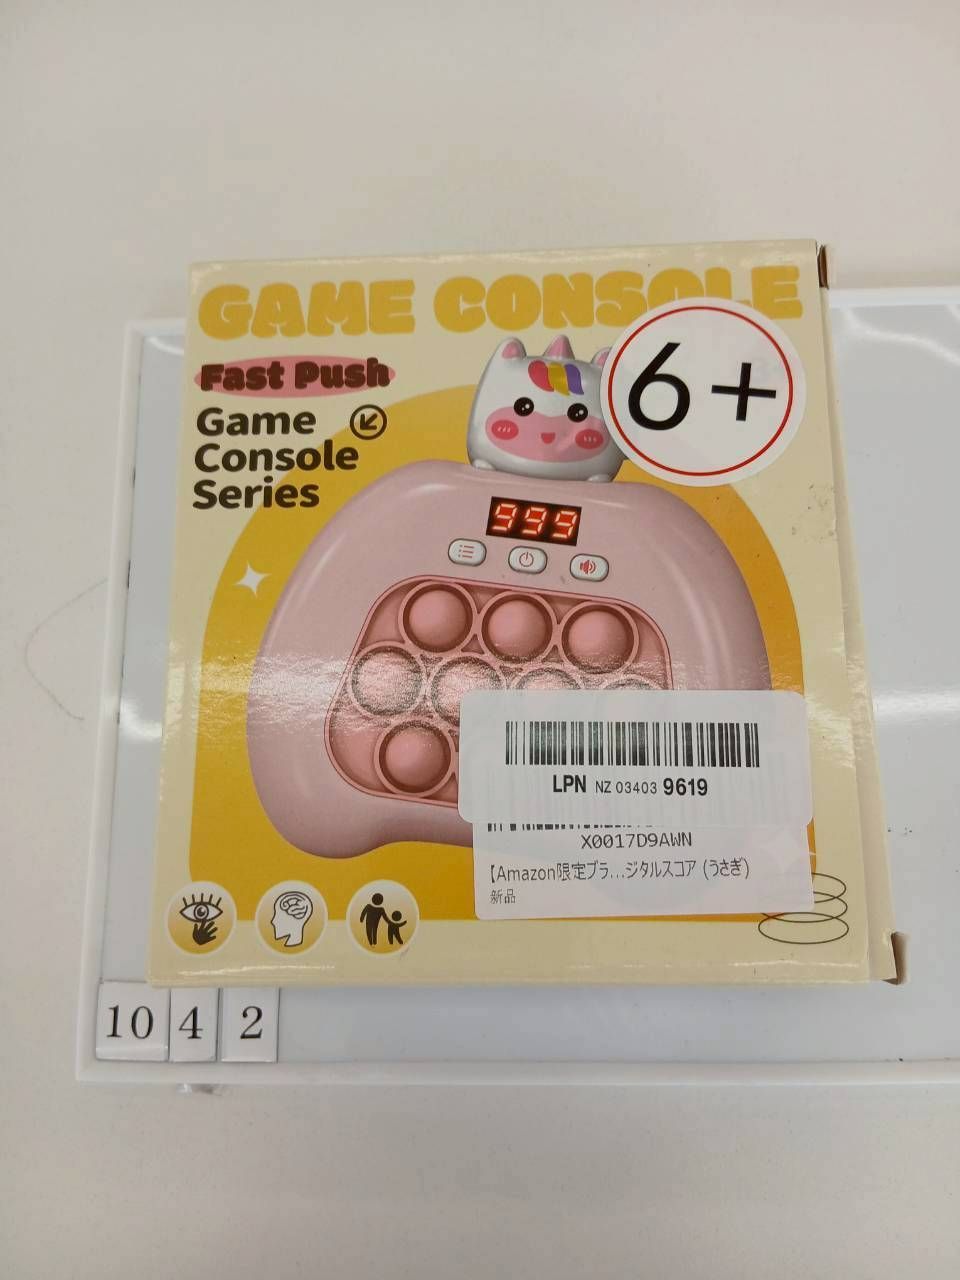 GAME CONSOLE
6+
Fast Push
Game
Console
Series
999
LPN NZ 03403 9619
X0017D9AWN
【Amazon限定ブラ...ジタルスコア (うさぎ)
新品
10 4 2